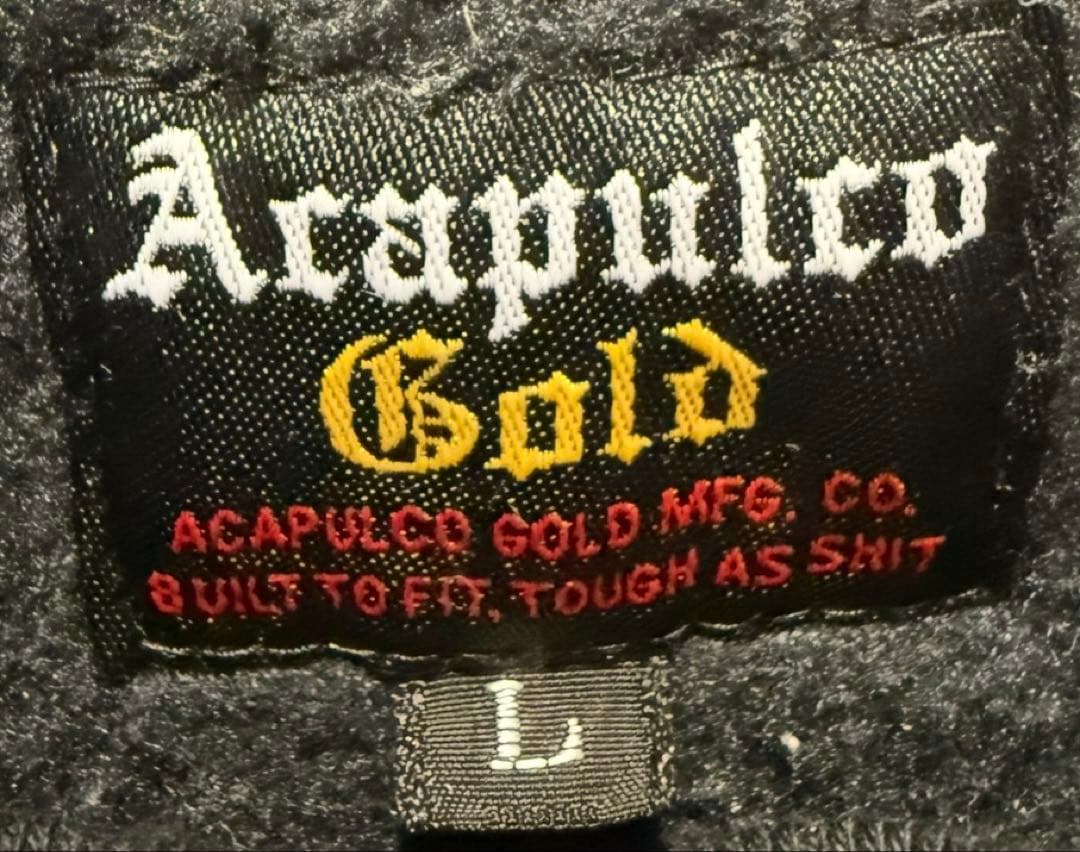 Acapulco
Gold
ACAPULCO GOLD MFG. CO.
BUILT TO FIT, TOUGH AS SHIT
L